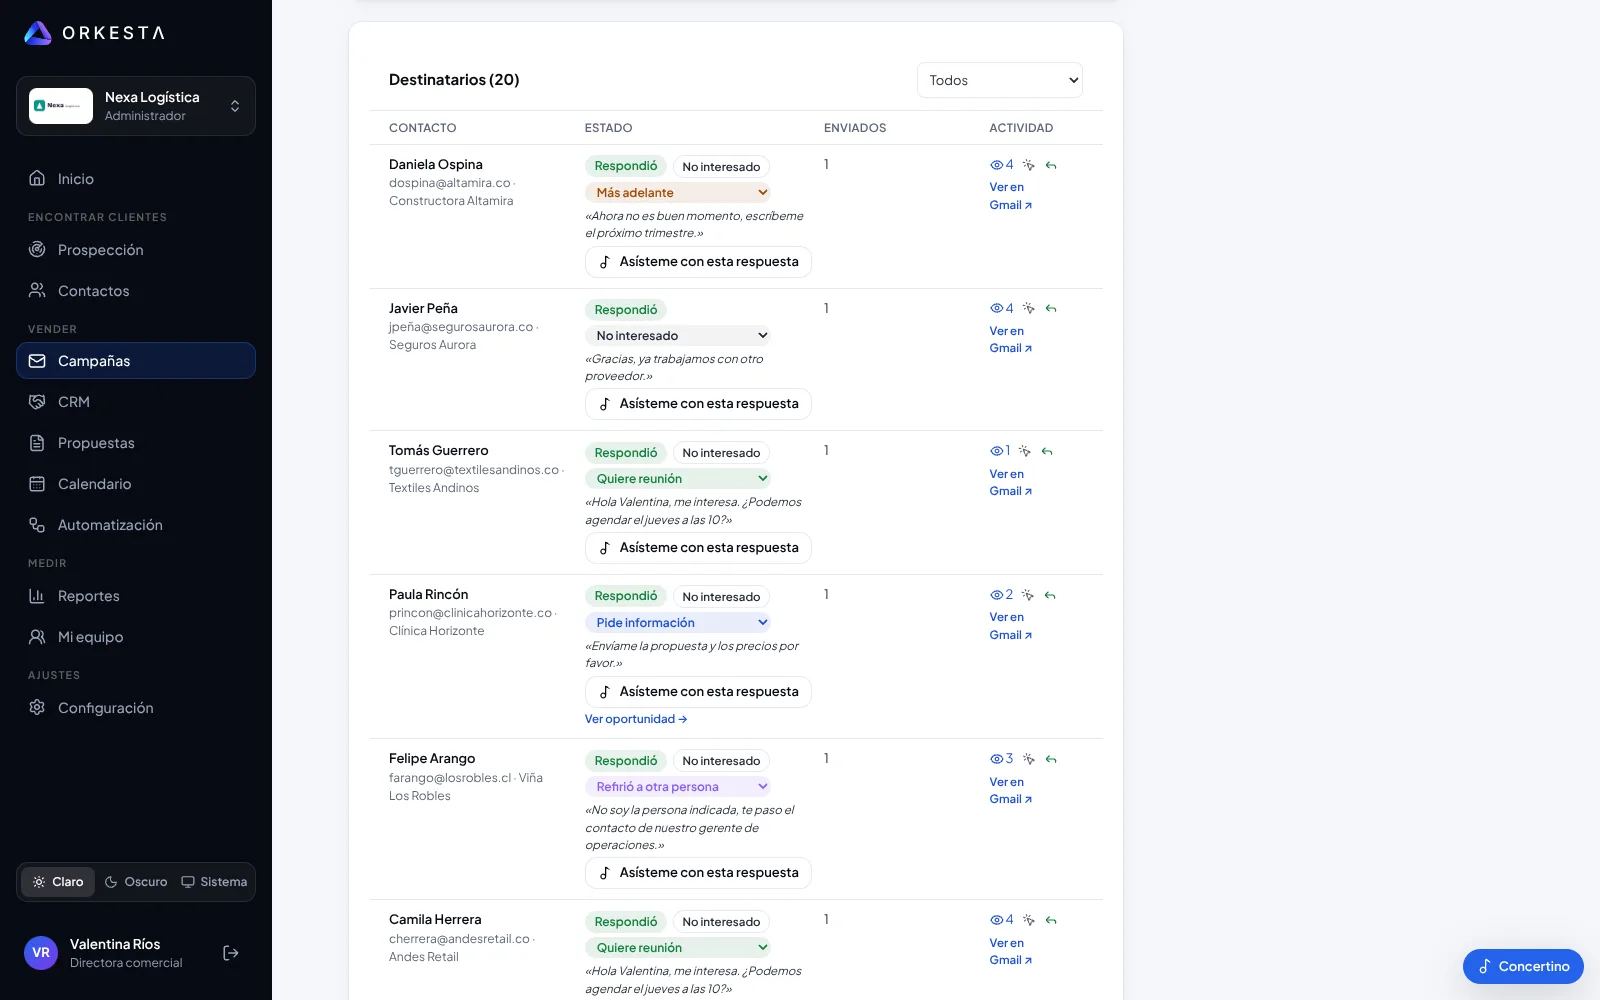 ORKESTA
Nexa
Nexa Logística
Administrador
Inicio
ENCONTRAR CLIENTES
Prospección
Contactos
VENDER
Campañas
CRM
Propuestas
Calendario
Automatización
MEDIR
Reportes
Mi equipo
AJUSTES
Configuración
Claro
Oscuro
Sistema
VR
Valentina Ríos
Directora comercial
Destinatarios (20)
Todos
CONTACTO ESTADO ENVIADOS ACTIVIDAD
Daniela Ospina
dospina@altamira.co ·
Constructora Altamira
Respondió No interesado
Más adelante
«Ahora no es buen momento, escríbeme
el próximo trimestre.»
Asísteme con esta respuesta
1
4
Ver en
Gmail ↗
Javier Peña
jpeña@segurosaurora.co ·
Seguros Aurora
Respondió
No interesado
«Gracias, ya trabajamos con otro
proveedor.»
Asísteme con esta respuesta
1
4
Ver en
Gmail ↗
Tomás Guerrero
tguerrero@textilesandinos.co ·
Textiles Andinos
Respondió No interesado
Quiere reunión
«Hola Valentina, me interesa. ¿Podemos
agendar el jueves a las 10?»
Asísteme con esta respuesta
1
1
Ver en
Gmail ↗
Paula Rincón
princon@clinicahorizonte.co ·
Clínica Horizonte
Respondió No interesado
Pide información
«Envíame la propuesta y los precios por
favor.»
Asísteme con esta respuesta
Ver oportunidad →
1
2
Ver en
Gmail ↗
Felipe Arango
farango@losrobles.cl · Viña
Los Robles
Respondió No interesado
Refirió a otra persona
«No soy la persona indicada, te paso el
contacto de nuestro gerente de
operaciones.»
Asísteme con esta respuesta
1
3
Ver en
Gmail ↗
Camila Herrera
cherrera@andesretail.co ·
Andes Retail
Respondió No interesado
Quiere reunión
«Hola Valentina, me interesa. ¿Podemos
agendar el jueves a las 10?»
1
4
Ver en
Gmail ↗
Concertino